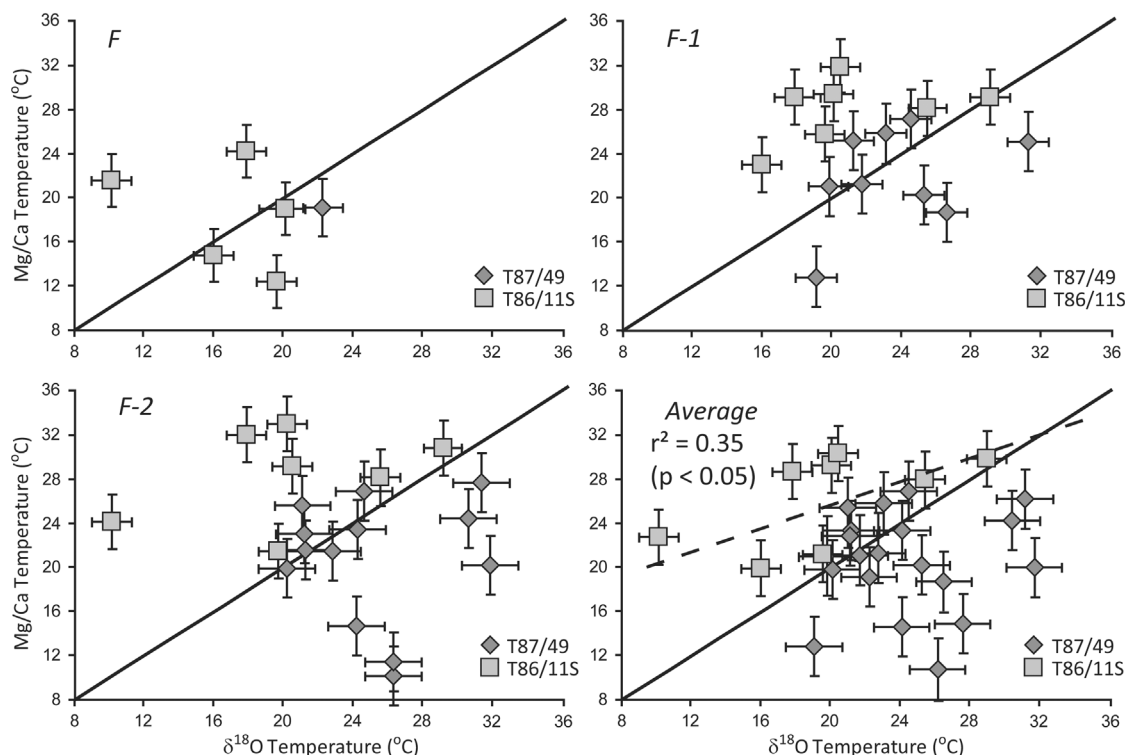 F
Mg/Ca Temperature (°C)
36
32
28
24
20
16
12
8
8 12 16 20 24 28 32 36
T87/49
T86/11S
F-1
36
32
28
24
20
16
12
8
8 12 16 20 24 28 32 36
T87/49
T86/11S
F-2
Mg/Ca Temperature (°C)
36
32
28
24
20
16
12
8
8 12 16 20 24 28 32 36
δ¹⁸O Temperature (°C)
T87/49
T86/11S
Average
r² = 0.35
(p < 0.05)
36
32
28
24
20
16
12
8
8 12 16 20 24 28 32 36
δ¹⁸O Temperature (°C)
T87/49
T86/11S